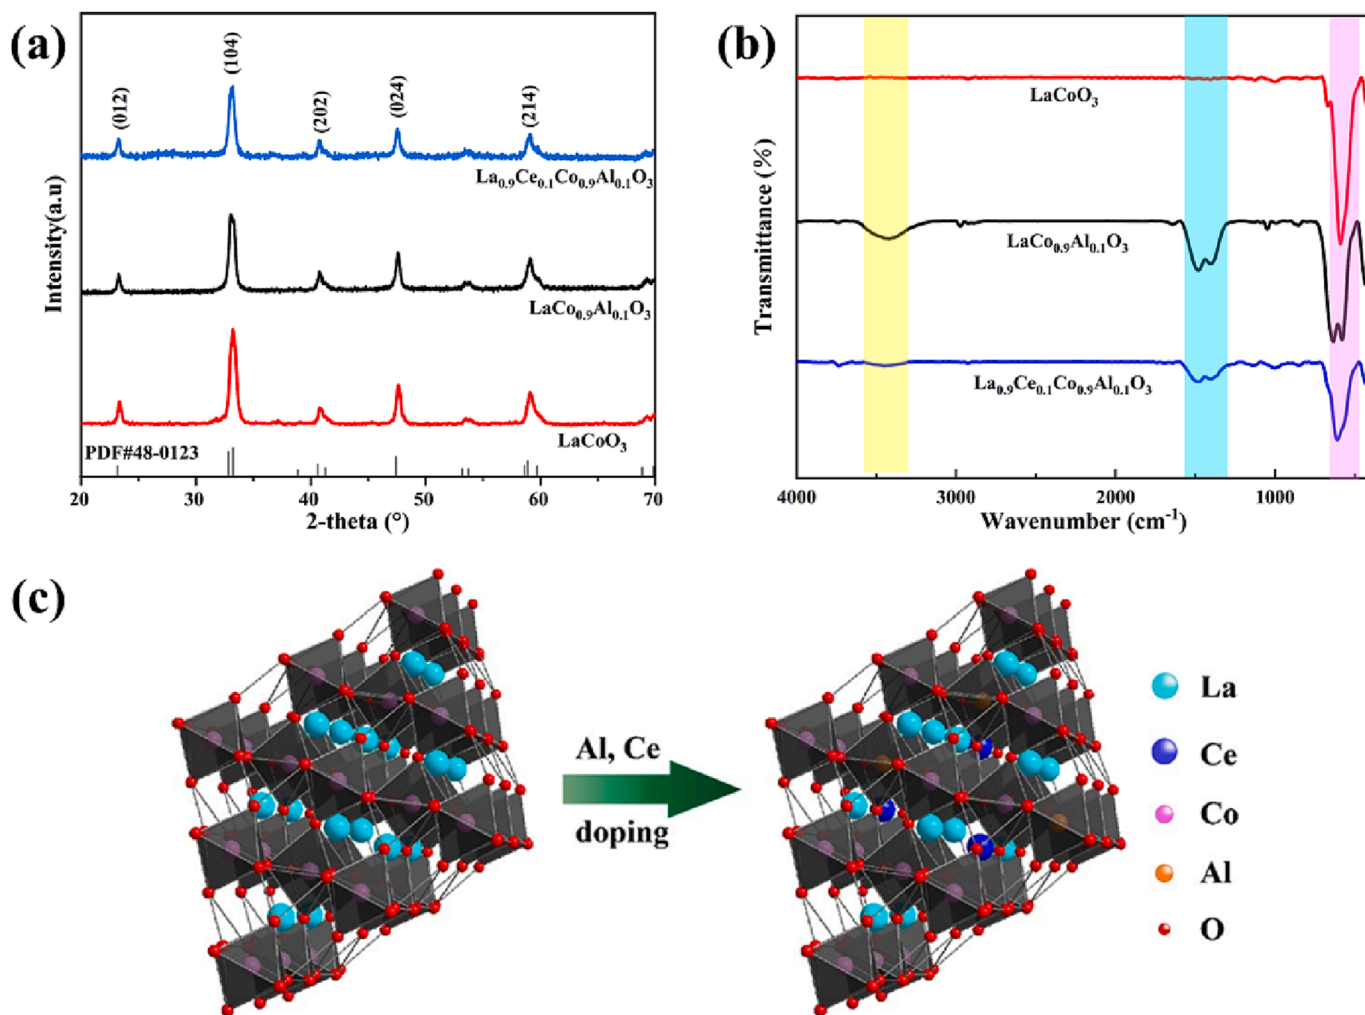 (a)
(012)
(104)
(202)
(024)
(214)
La0.9Ce0.1Co0.9Al0.1O3
LaCo0.9Al0.1O3
LaCoO3
PDF#48-0123
Intensity(a.u)
20 30 40 50 60 70
2-theta (°)
(b)
LaCoO3
LaCo0.9Al0.1O3
La0.9Ce0.1Co0.9Al0.1O3
Transmittance (%)
4000 3000 2000 1000
Wavenumber (cm-1)
(c)
Al, Ce
doping
La
Ce
Co
Al
O